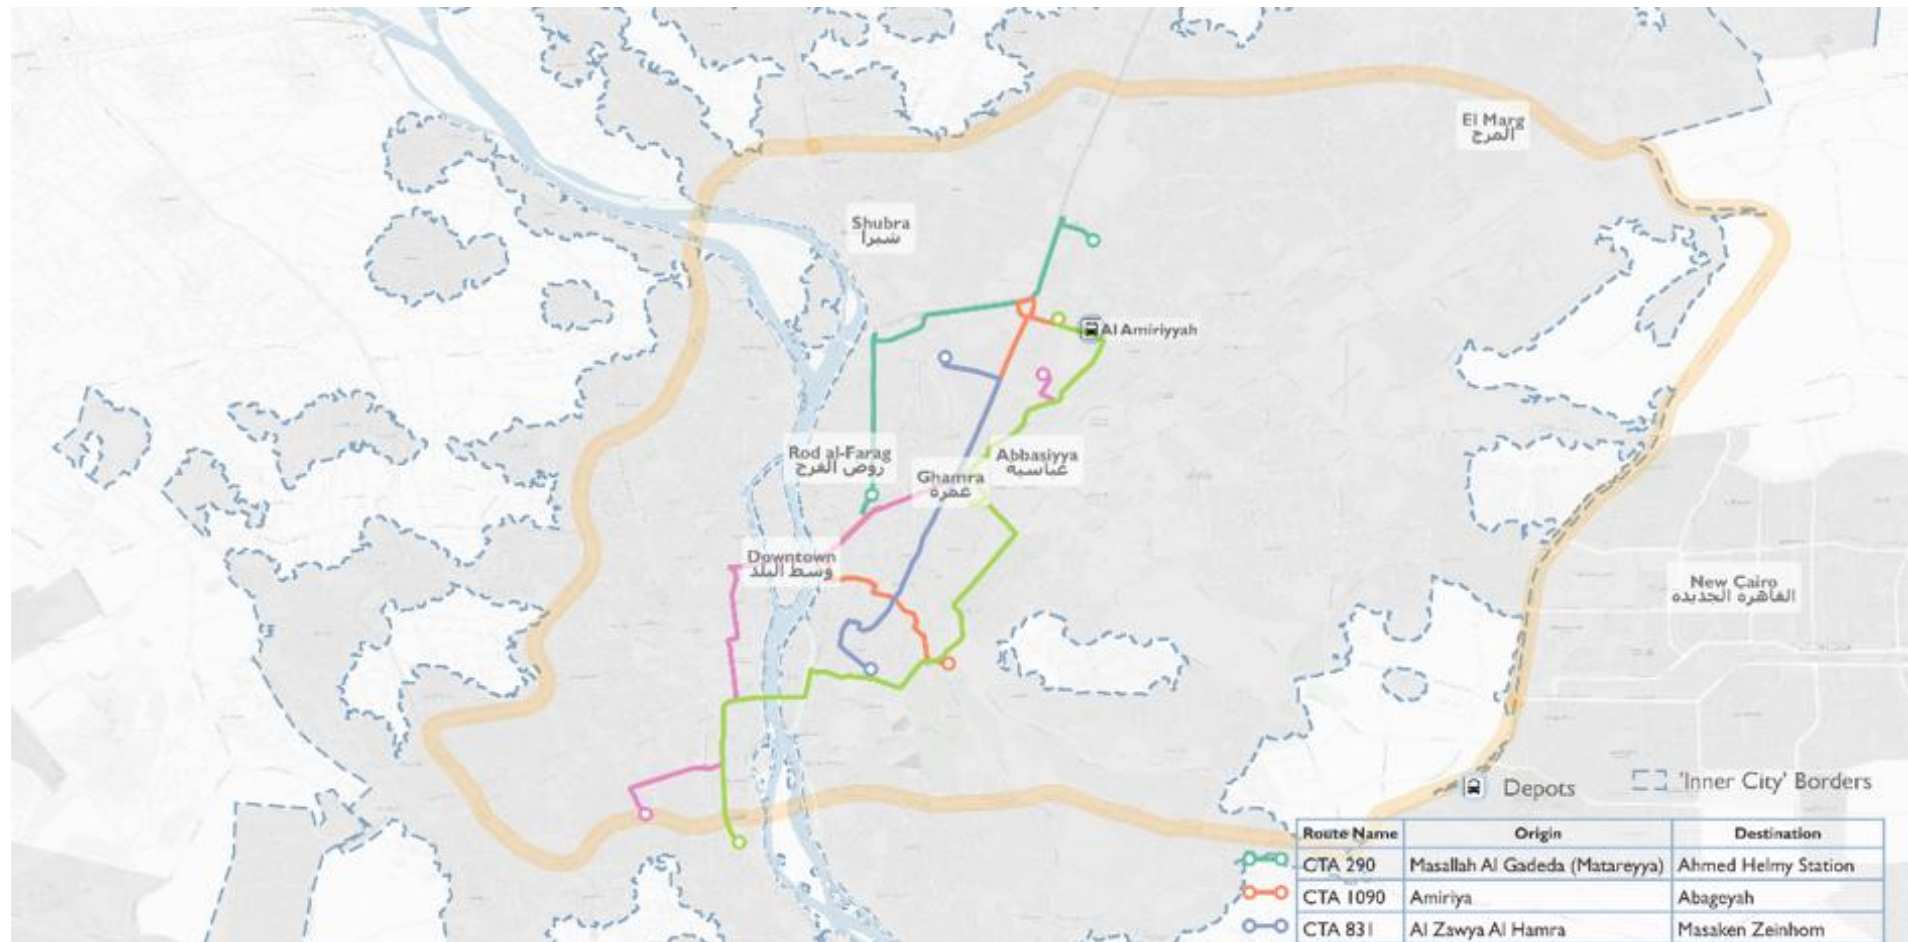 El Marg
المرج
Shubra
شبرا
Al Amiriyyah
Rod al-Farag
روض الفرج
Abbasiyya
عباسية
Ghamra
غمرة
Downtown
وسط البلد
New Cairo
القاهرة الجديدة
Depots
'Inner City' Borders
Route Name Origin Destination
CTA 290 Masallah Al Gadeda (Matareyya) Ahmed Helmy Station
CTA 1090 Amiriya Abageyah
CTA 831 Al Zawya Al Hamra Masaken Zeinhom